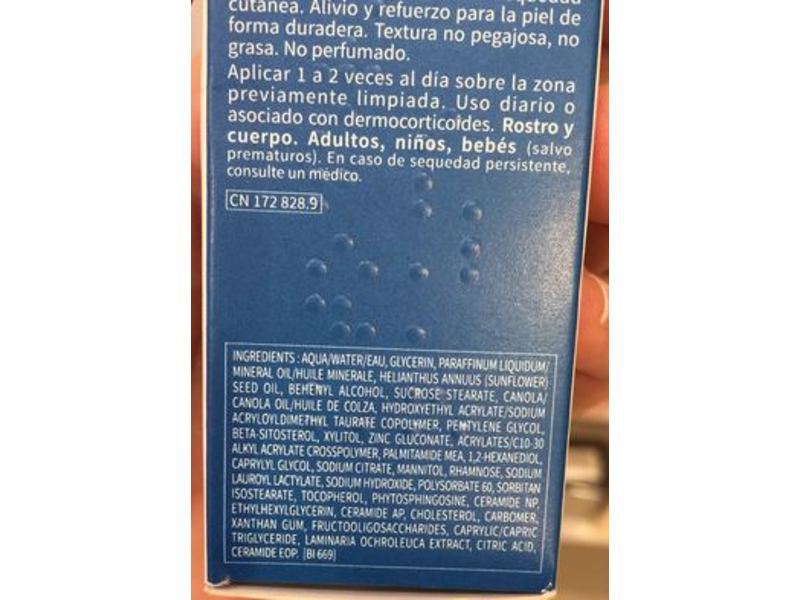 cutánea. Alivio y refuerzo para la piel de
forma duradera. Textura no pegajosa, no
grasa. No perfumado.
Aplicar 1 a 2 veces al día sobre la zona
previamente limpiada. Uso diario o
asociado con dermocorticoides. Rostro y
cuerpo. Adultos, niños, bebés (salvo
prematuros). En caso de sequedad persistente,
consulte un médico.
CN 172 828.9
INGREDIENTS : AQUA/WATER/EAU, GLYCERIN, PARAFFINUM LIQUIDUM/
MINERAL OIL/HUILE MINERALE, HELIANTHUS ANNUUS (SUNFLOWER)
SEED OIL, BEHENYL ALCOHOL, SUCROSE STEARATE, CANOLA/
CANOLA OIL/HUILE DE COLZA, HYDROXYETHYL ACRYLATE/SODIUM
ACRYLOYLDIMETHYL TAURATE COPOLYMER, PENTYLENE GLYCOL,
BETA-SITOSTEROL, XYLITOL, ZINC GLUCONATE, ACRYLATES/C10-30
ALKYL ACRYLATE CROSSPOLYMER, PALMITAMIDE MEA, 1,2-HEXANEDIOL,
CAPRYLYL GLYCOL, SODIUM CITRATE, MANNITOL, RHAMNOSE, SODIUM
LAUROYL LACTYLATE, SODIUM HYDROXIDE, POLYSORBATE 60, SORBITAN
ISOSTEARATE, TOCOPHEROL, PHYTOSPHINGOSINE, CERAMIDE NP,
ETHYLHEXYLGLYCERIN, CERAMIDE AP, CHOLESTEROL, CARBOMER,
XANTHAN GUM, FRUCTOOLIGOSACCHARIDES, CAPRYLIC/CAPRIC
TRIGLYCERIDE, LAMINARIA OCHROLEUCA EXTRACT, CITRIC ACID,
CERAMIDE EOP. [BI 669]